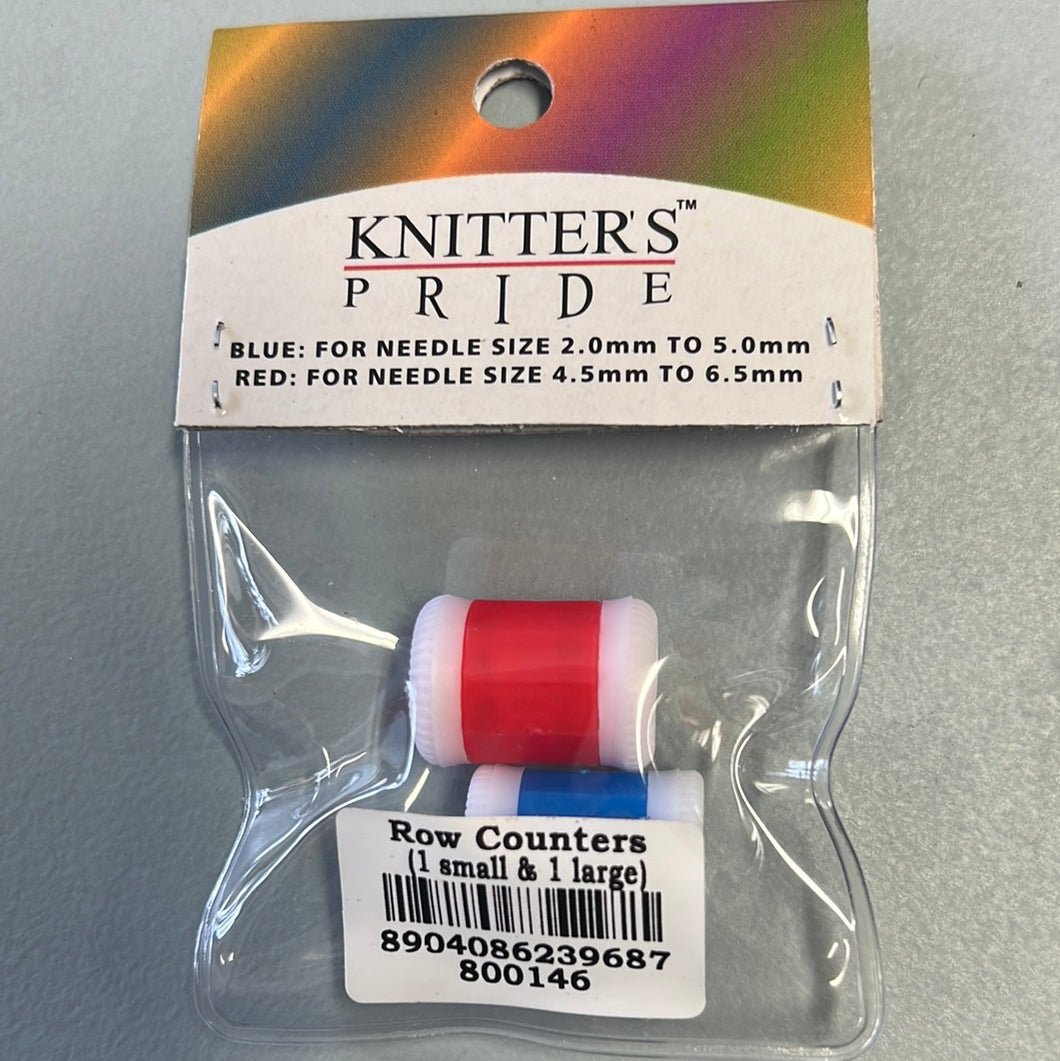 KNITTER'S™
PRIDE
BLUE: FOR NEEDLE SIZE 2.0mm TO 5.0mm
RED: FOR NEEDLE SIZE 4.5mm TO 6.5mm
Row Counters
(1 small & 1 large)
8904086239687
800146